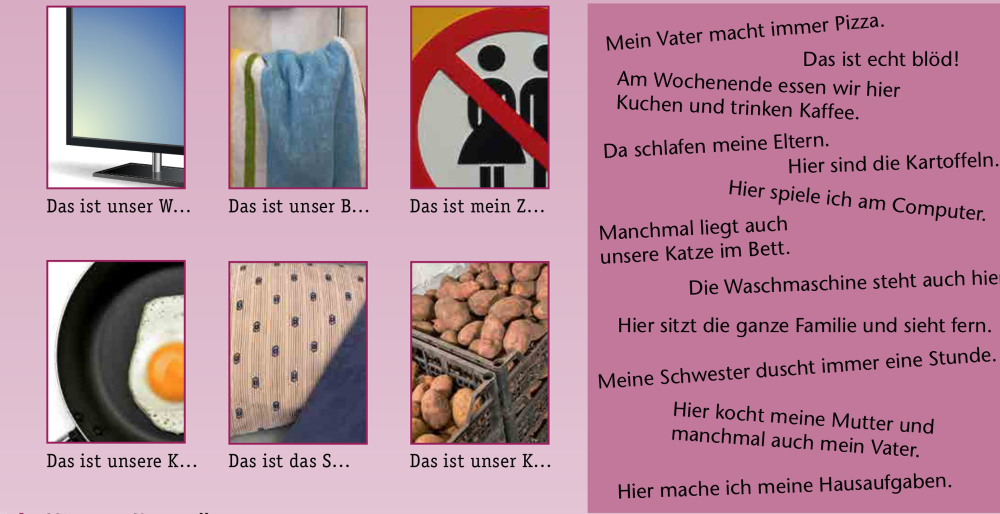 Das ist unser W...
Das ist unser B...
Das ist mein Z...
Das ist unsere K...
Das ist das S...
Das ist unser K...
Mein Vater macht immer Pizza.
Das ist echt blöd!
Am Wochenende essen wir hier
Kuchen und trinken Kaffee.
Da schlafen meine Eltern.
Hier sind die Kartoffeln.
Hier spiele ich am Computer.
Manchmal liegt auch
unsere Katze im Bett.
Die Waschmaschine steht auch hier
Hier sitzt die ganze Familie und sieht fern.
Meine Schwester duscht immer eine Stunde.
Hier kocht meine Mutter und
manchmal auch mein Vater.
Hier mache ich meine Hausaufgaben.